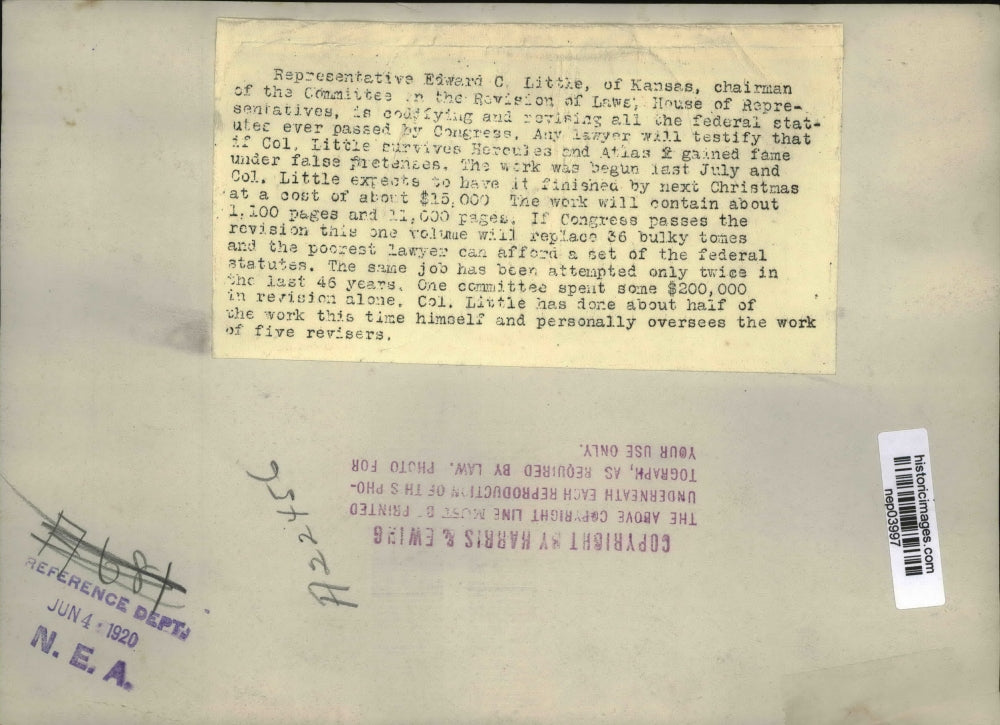 Representative Edward C. Little, of Kansas, chairman
of the Committee on the Revision of Laws, House of Repre-
sentatives, is codifying and revising all the federal stat-
utes ever passed by Congress. Any lawyer will testify that
if Col. Little survives Hercules and Atlas gained fame
under false pretenses. The work was begun last July and
Col. Little expects to have it finished by next Christmas
at a cost of about $15,000 The work will contain about
1,100 pages and 11,000 pages. If Congress passes the
revision this one volume will replace 36 bulky tomes
and the poorest lawyer can afford a set of the federal
statutes. The same job has been attempted only twice in
the last 46 years. One committee spent some $200,000
in revision alone. Col. Little has done about half of
the work this time himself and personally oversees the work
of five revisers.
COPYRIGHT BY HARRIS & EWING
THE ABOVE COPYRIGHT LINE MUST BE PRINTED
UNDERNEATH EACH REPRODUCTION OF THIS PHO-
TOGRAPH, AS REQUIRED BY LAW. PHOTO FOR
YOUR USE ONLY.
A22456
7681
REFERENCE DEPT.
JUN 4 1920
N. E. A.
historicimages.com
nep03997